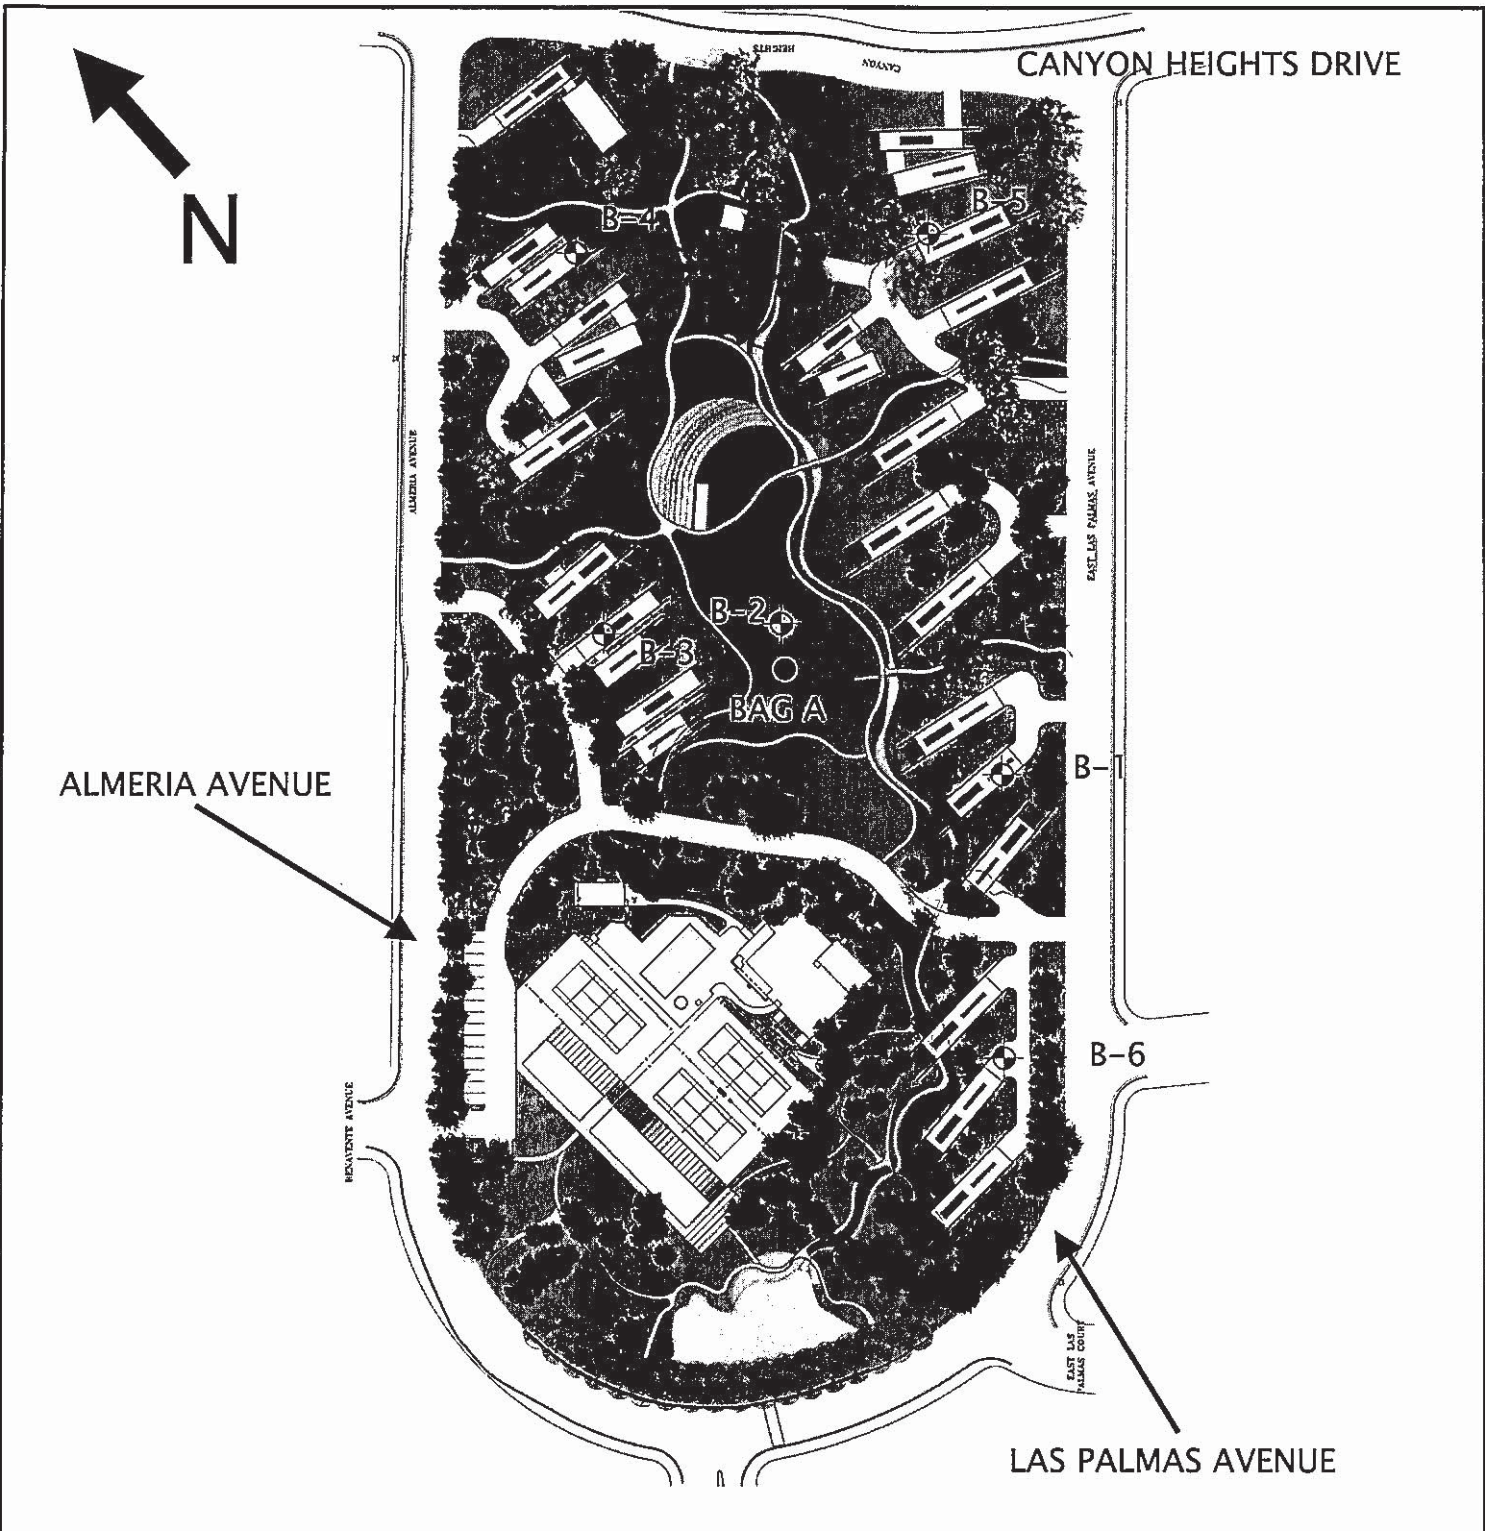 HEIGHTS
CANYON
CANYON HEIGHTS DRIVE
N
B-4
B-5
ALMERIA AVENUE
EAST LAS PALMAS AVENUE
B-2
B-3
BAG A
B-1
ALMERIA AVENUE
B-6
BENAVENTE AVENUE
EAST LAS
PALMAS COURT
LAS PALMAS AVENUE